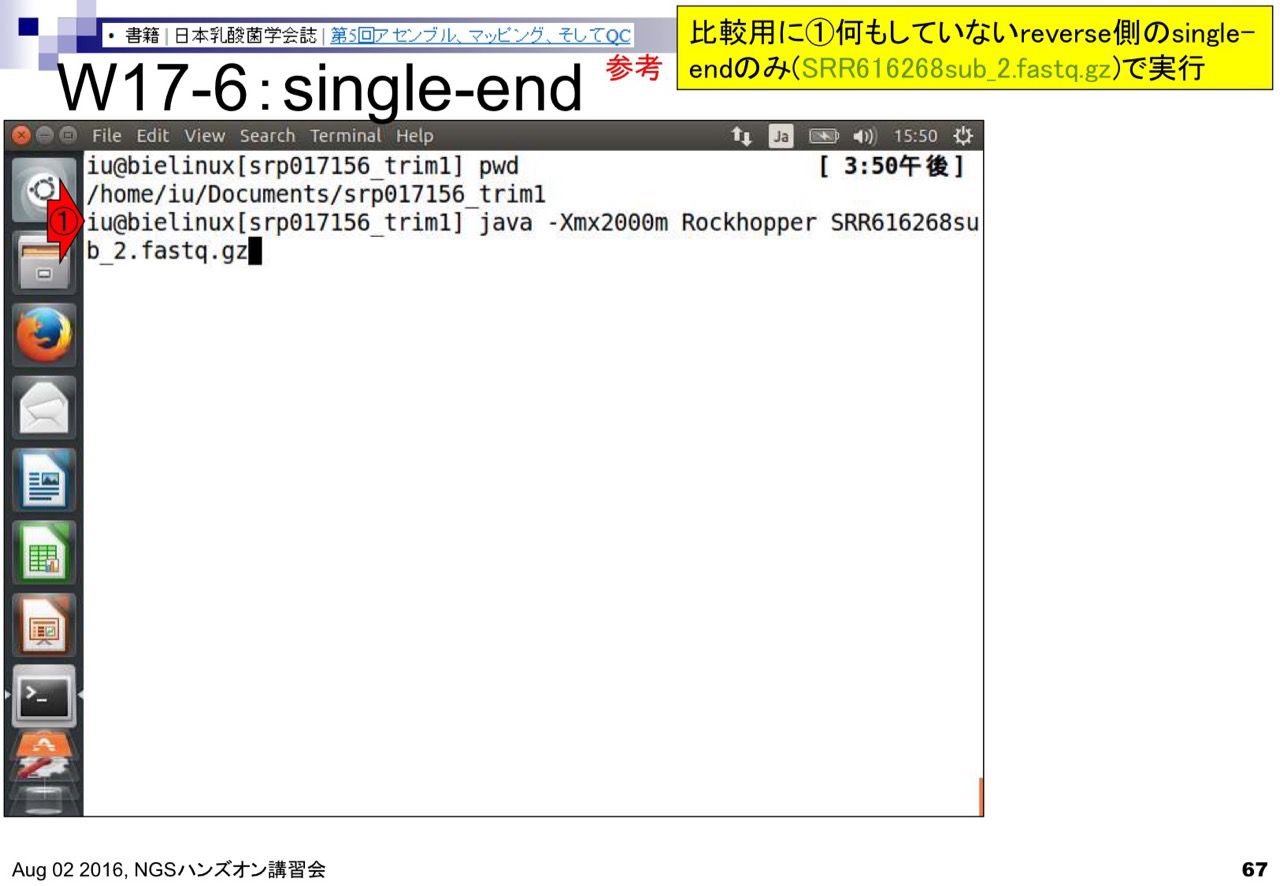 ・ 書籍 | 日本乳酸菌学会誌 | 第5回アセンブル、マッピング、そしてQC
参考
比較用に①何もしていないreverse側のsingle-
endのみ(SRR616268sub_2.fastq.gz)で実行
W17-6：single-end
File Edit View Search Terminal Help
Ja
15:50
iu@bielinux[srp017156_trim1] pwd [ 3:50午後]
/home/iu/Documents/srp017156_trim1
①
iu@bielinux[srp017156_trim1] java -Xmx2000m Rockhopper SRR616268su
b_2.fastq.gz
Aug 02 2016, NGSハンズオン講習会
67